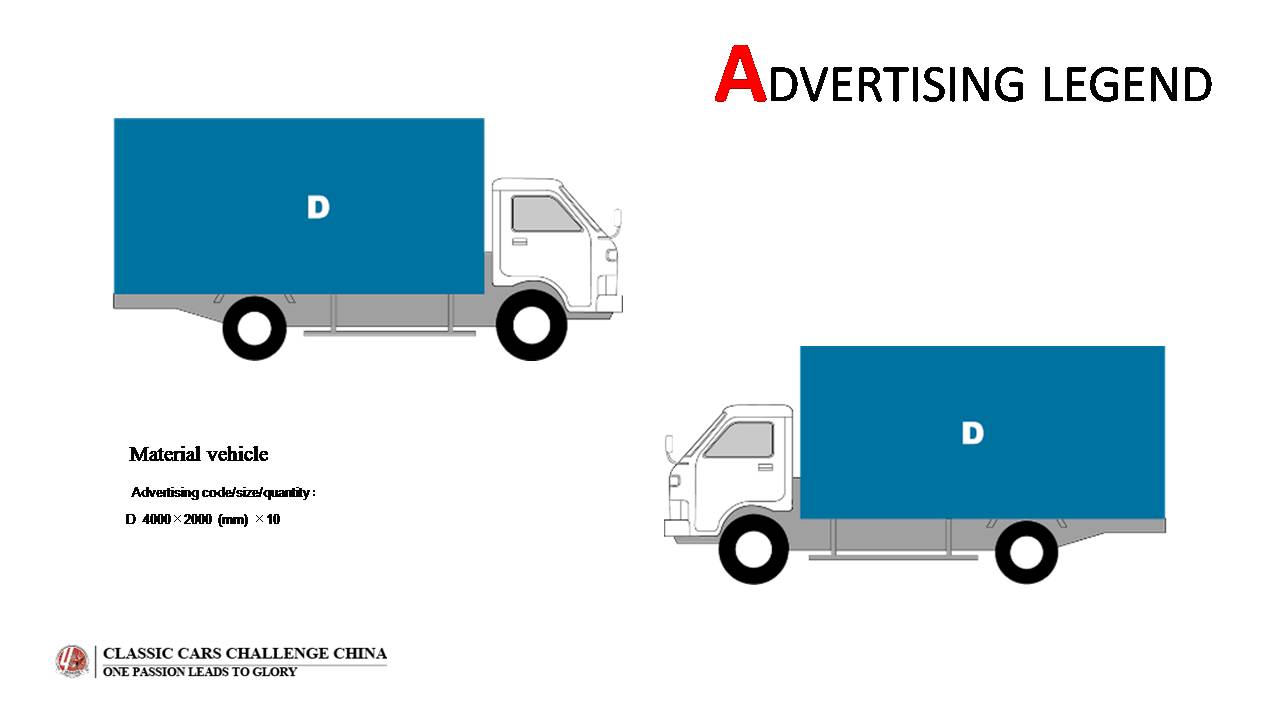 ADVERTISING LEGEND
D
D
Material vehicle
Advertising code/size/quantity :
D 4000×2000 (mm) ×10
CLASSIC CARS CHALLENGE CHINA
ONE PASSION LEADS TO GLORY